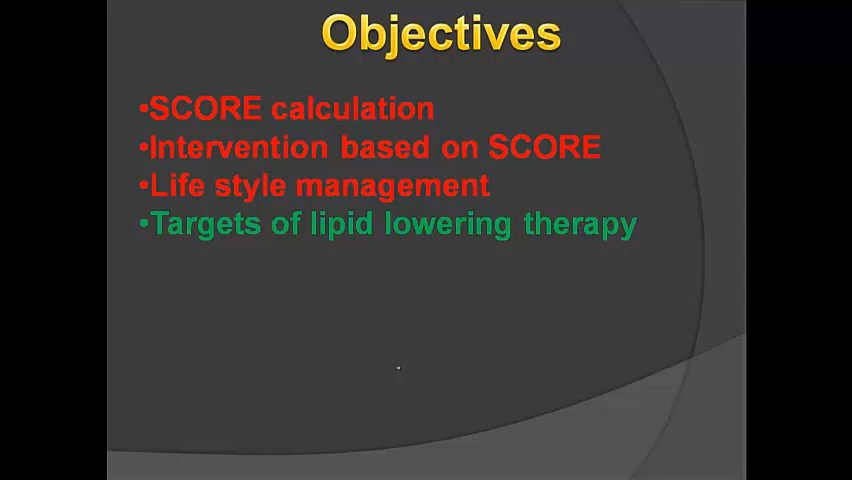 Objectives
•SCORE calculation
•Intervention based on SCORE
•Life style management
•Targets of lipid lowering therapy